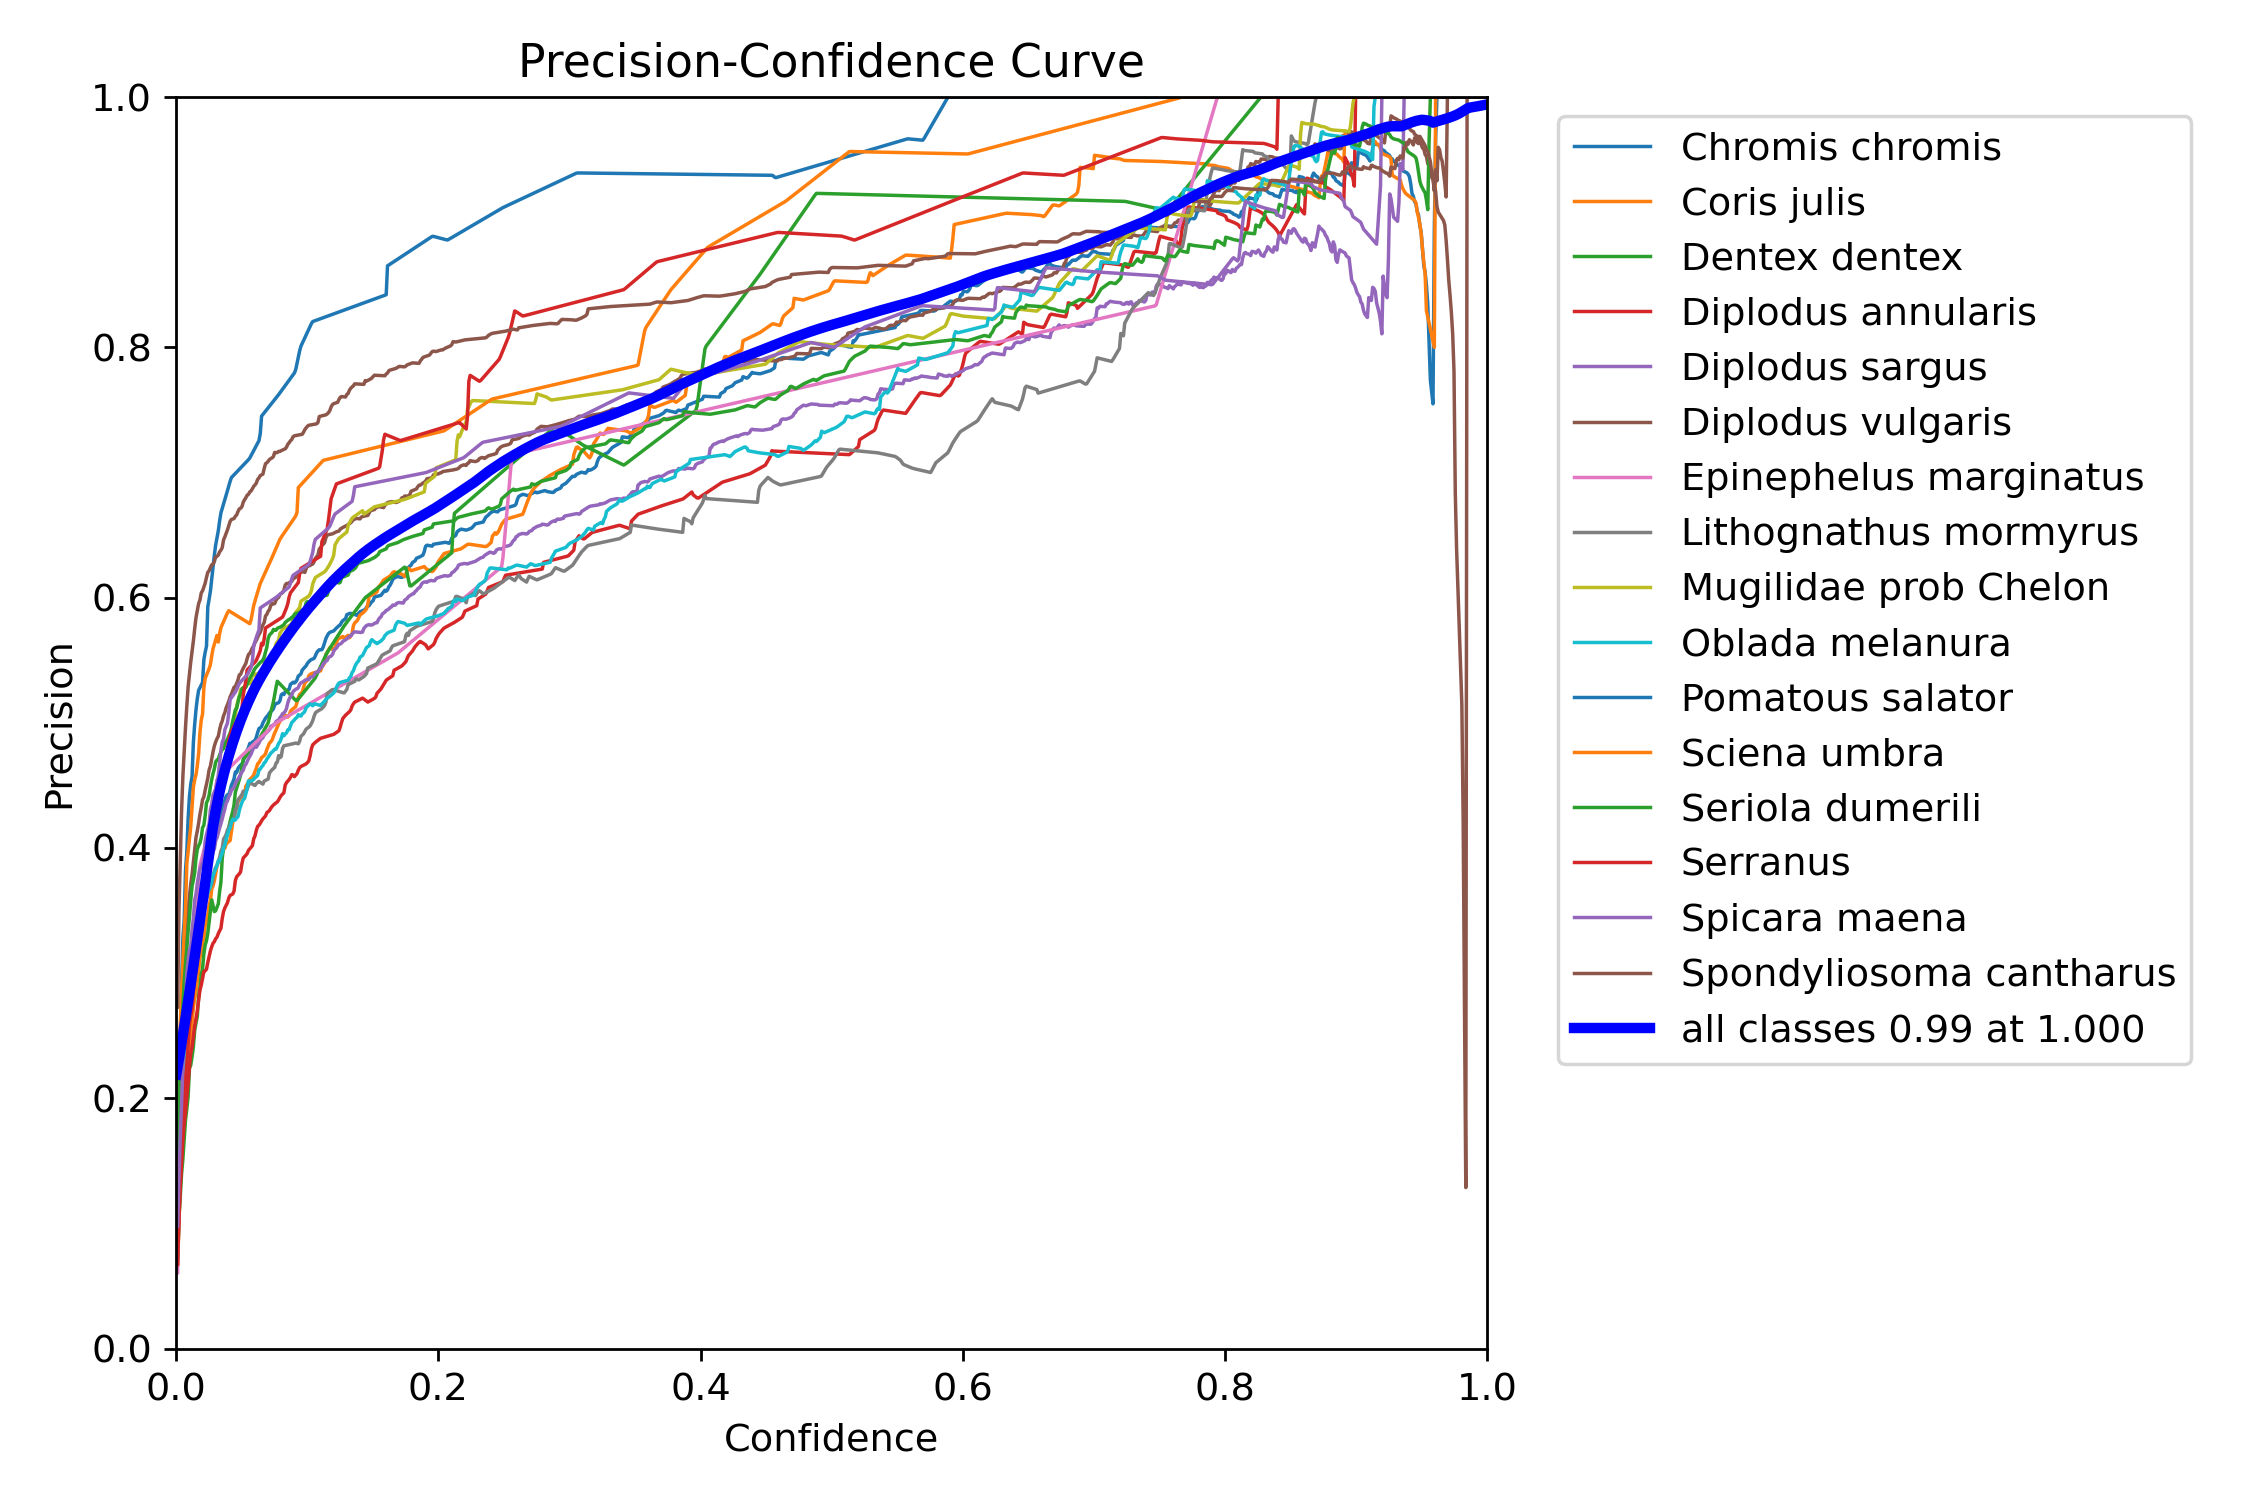 Precision-Confidence Curve
1.0
0.8
0.6
0.4
0.2
0.0
Precision
0.0 0.2 0.4 0.6 0.8 1.0
Confidence
Chromis chromis
Coris julis
Dentex dentex
Diplodus annularis
Diplodus sargus
Diplodus vulgaris
Epinephelus marginatus
Lithognathus mormyrus
Mugilidae prob Chelon
Oblada melanura
Pomatous salator
Sciena umbra
Seriola dumerili
Serranus
Spicara maena
Spondyliosoma cantharus
all classes 0.99 at 1.000